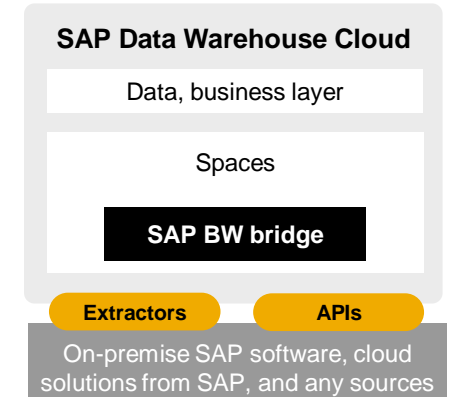 SAP Data Warehouse Cloud
Data, business layer
Spaces
SAP BW bridge
Extractors
APIs
On-premise SAP software, cloud
solutions from SAP, and any sources